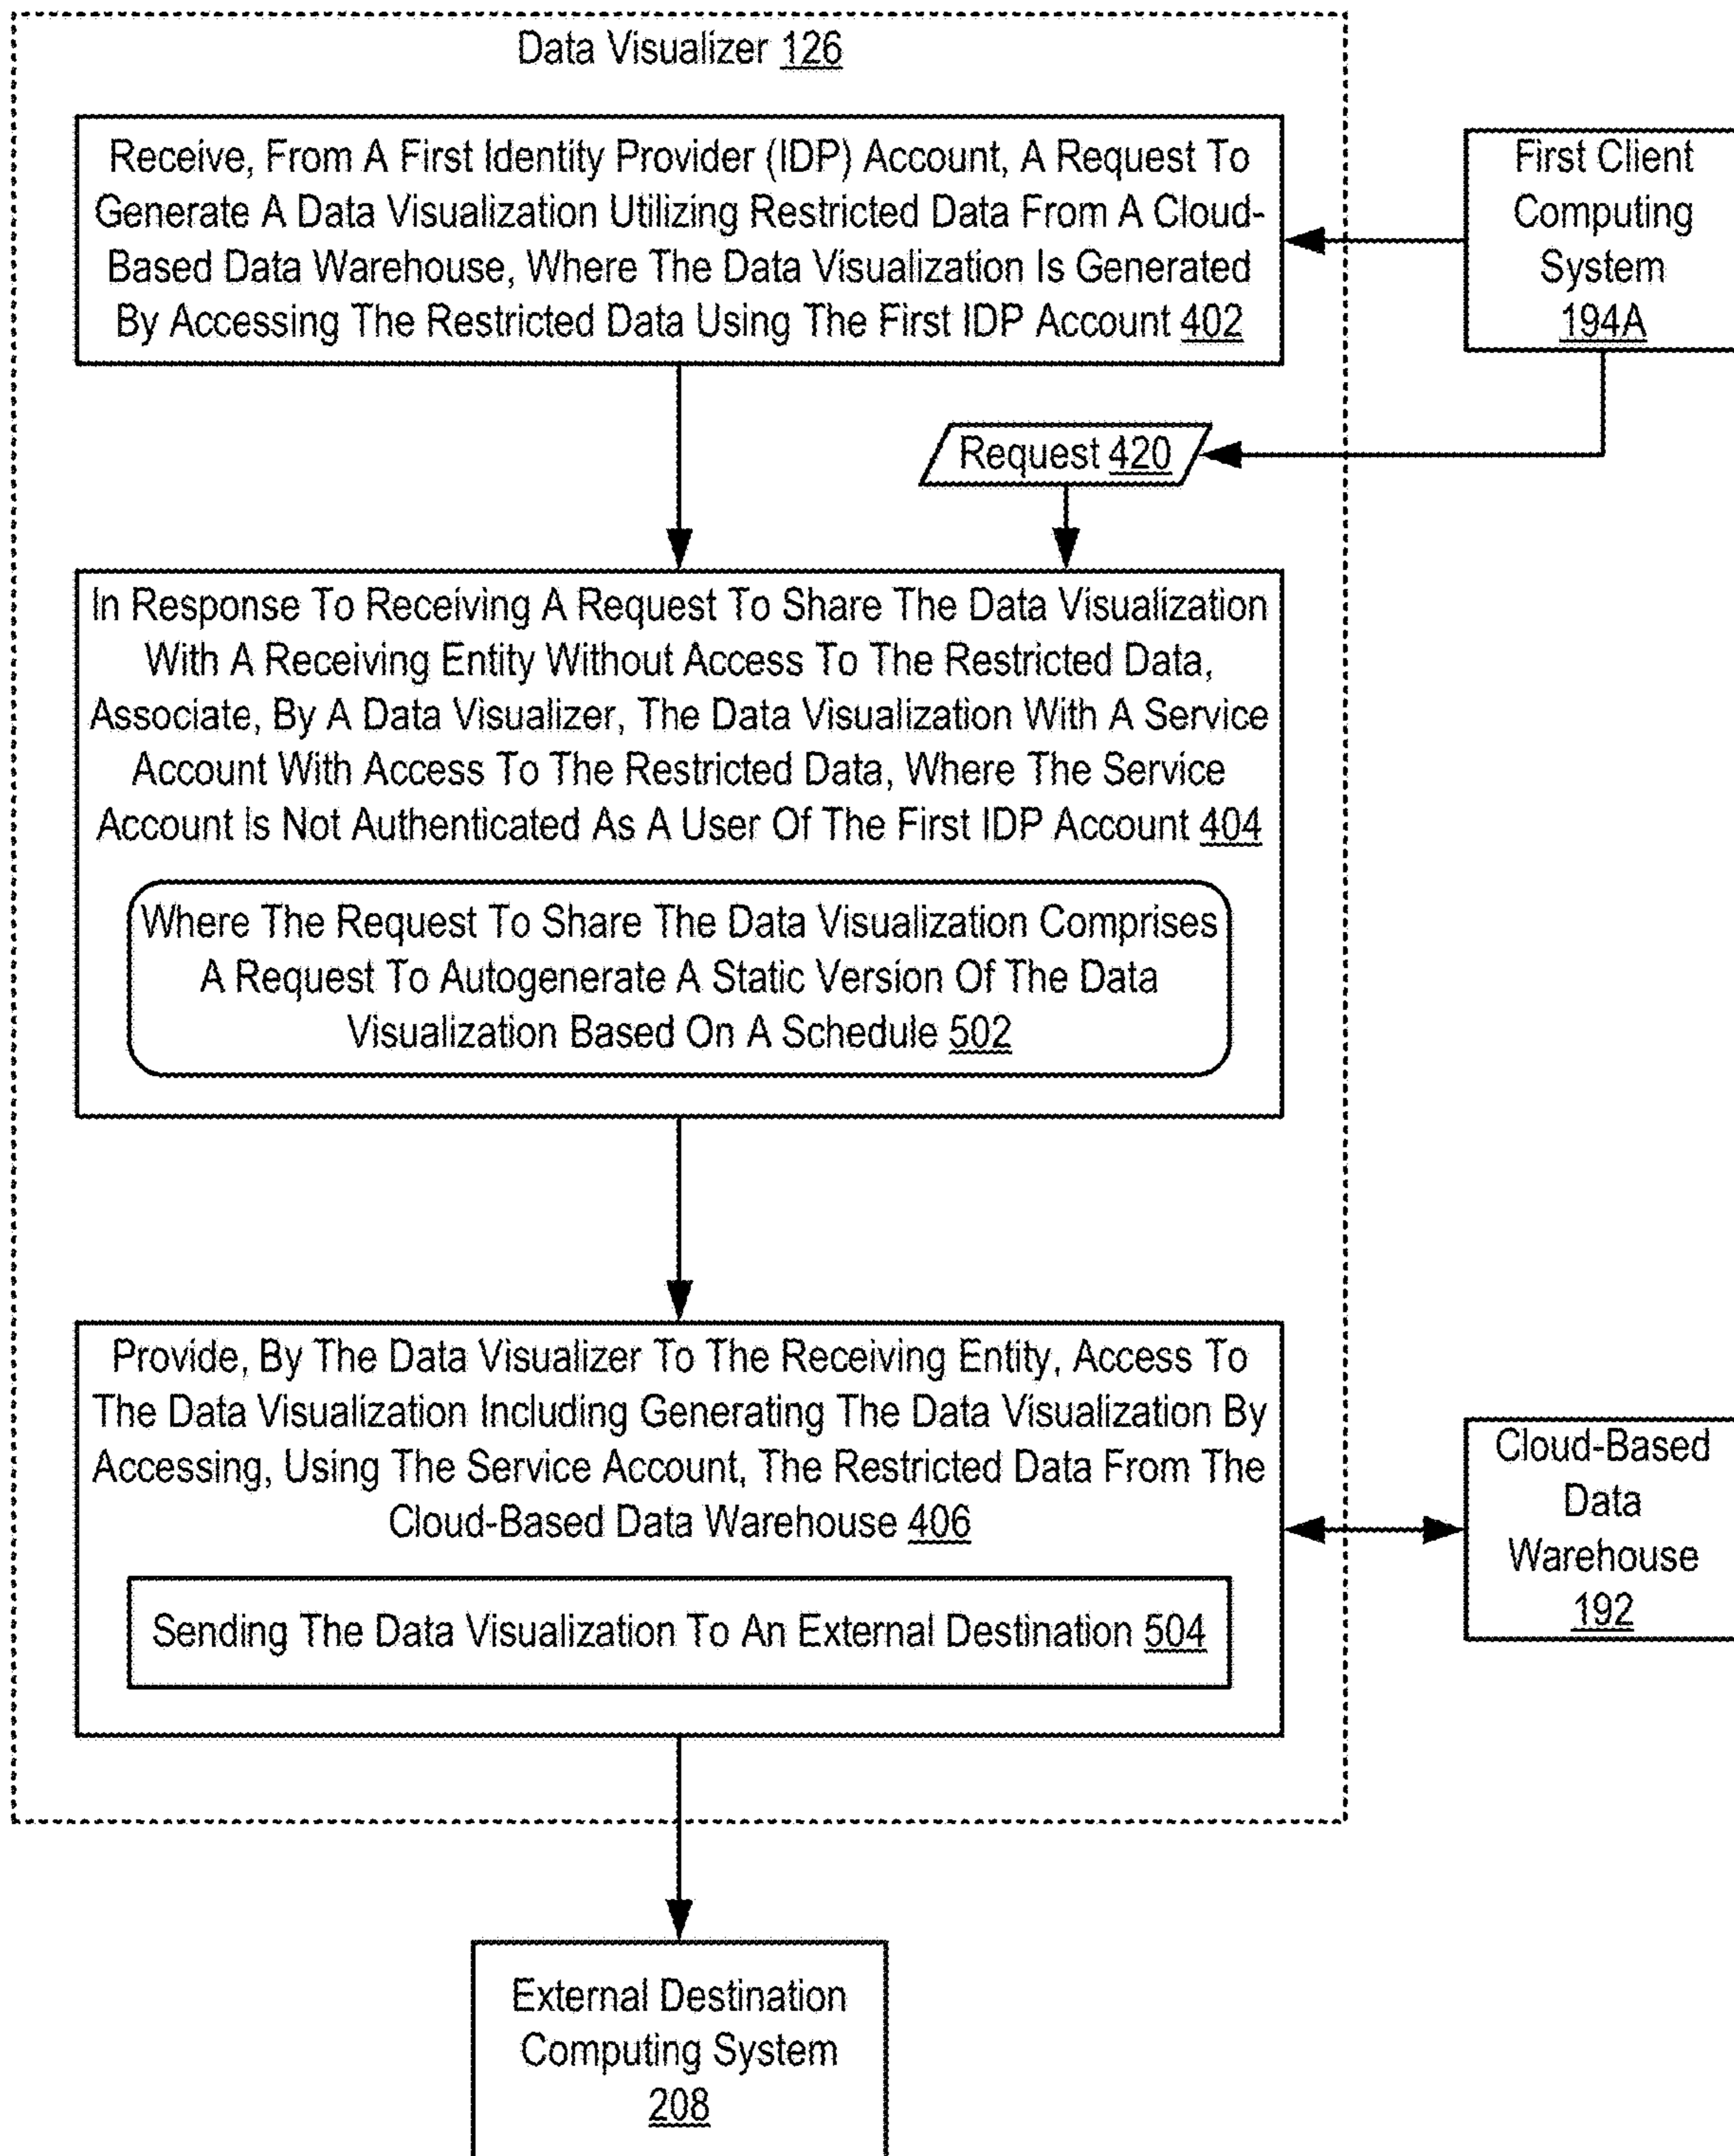 Data Visualizer 126
Receive, From A First Identity Provider (IDP) Account, A Request To
Generate A Data Visualization Utilizing Restricted Data From A Cloud-
Based Data Warehouse, Where The Data Visualization Is Generated
By Accessing The Restricted Data Using The First IDP Account 402
First Client
Computing
System
194A
Request 420
In Response To Receiving A Request To Share The Data Visualization
With A Receiving Entity Without Access To The Restricted Data,
Associate, By A Data Visualizer, The Data Visualization With A Service
Account With Access To The Restricted Data, Where The Service
Account Is Not Authenticated As A User Of The First IDP Account 404
Where The Request To Share The Data Visualization Comprises
A Request To Autogenerate A Static Version Of The Data
Visualization Based On A Schedule 502
Provide, By The Data Visualizer To The Receiving Entity, Access To
The Data Visualization Including Generating The Data Visualization By
Accessing, Using The Service Account, The Restricted Data From The
Cloud-Based Data Warehouse 406
Sending The Data Visualization To An External Destination 504
Cloud-Based
Data
Warehouse
192
External Destination
Computing System
208